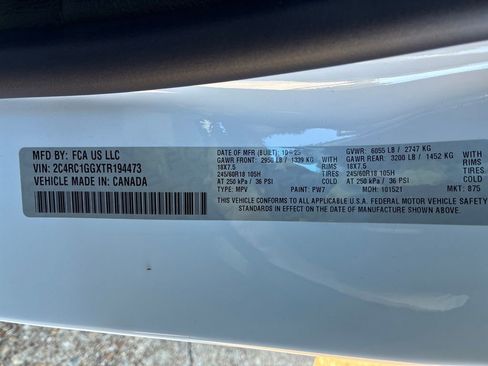 MFD BY: FCA US LLC
VIN: 2C4RC1GGXTR194473
VEHICLE MADE IN: CANADA
DATE OF MFR (BUILT): 10-25 GVWR: 6055 LB / 2747 KG
GAWR FRONT: 2950 LB / 1339 KG WITH GAWR REAR: 3200 LB / 1452 KG WITH
18X7.5 RIMS 18X7.5 RIMS
245/60R18 105H TIRES 245/60R18 105H TIRES
AT 250 kPa / 36 PSI COLD AT 250 kPa / 36 PSI COLD
TYPE: MPV PAINT: PW7 MDH: 101521 MKT: 875
THIS VEHICLE CONFORMS TO ALL APPLICABLE U.S.A. FEDERAL MOTOR VEHICLE SAFETY
STANDARDS IN EFFECT ON THE DATE OF MANUFACTURE SHOWN ABOVE.